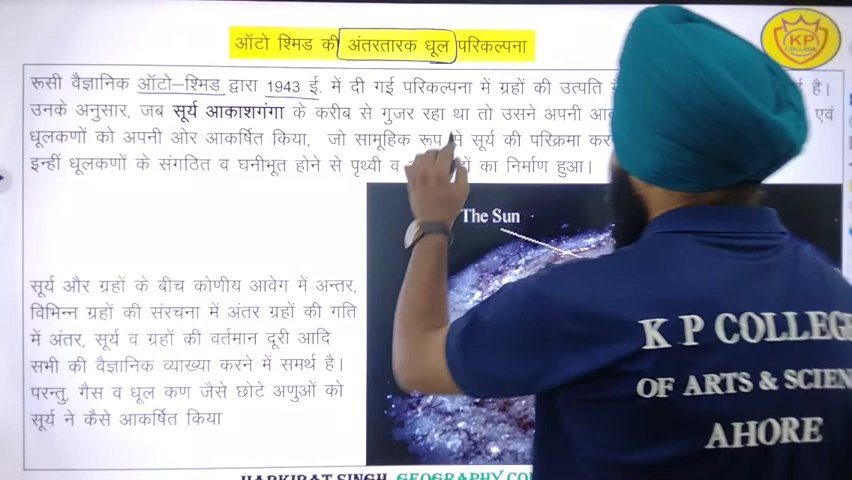 ऑटो श्मिड की अंतरतारक धूल परिकल्पना
KP
COLLEGE
रूसी वैज्ञानिक ऑटो–श्मिड द्वारा 1943 ई. में दी गई परिकल्पना में ग्रहों की उत्पति है।
उनके अनुसार, जब सूर्य आकाशगंगा के करीब से गुजर रहा था तो उसने अपनी एवं
धूलकणों को अपनी ओर आकर्षित किया, जो सामूहिक रूप से सूर्य की परिक्रमा
इन्हीं धूलकणों के संगठित व घनीभूत होने से पृथ्वी व का निर्माण हुआ।
The Sun
सूर्य और ग्रहों के बीच कोणीय आवेग में अन्तर,
विभिन्न ग्रहों की संरचना में अंतर ग्रहों की गति
में अंतर, सूर्य व ग्रहों की वर्तमान दूरी आदि
सभी की वैज्ञानिक व्याख्या करने में समर्थ है।
परन्तु, गैस व धूल कण जैसे छोटे अणुओं को
सूर्य ने कैसे आकर्षित किया
K P COLLEGE
OF ARTS & SCIEN
AHORE
HARKIRAT SINGH GEOGRAPHY